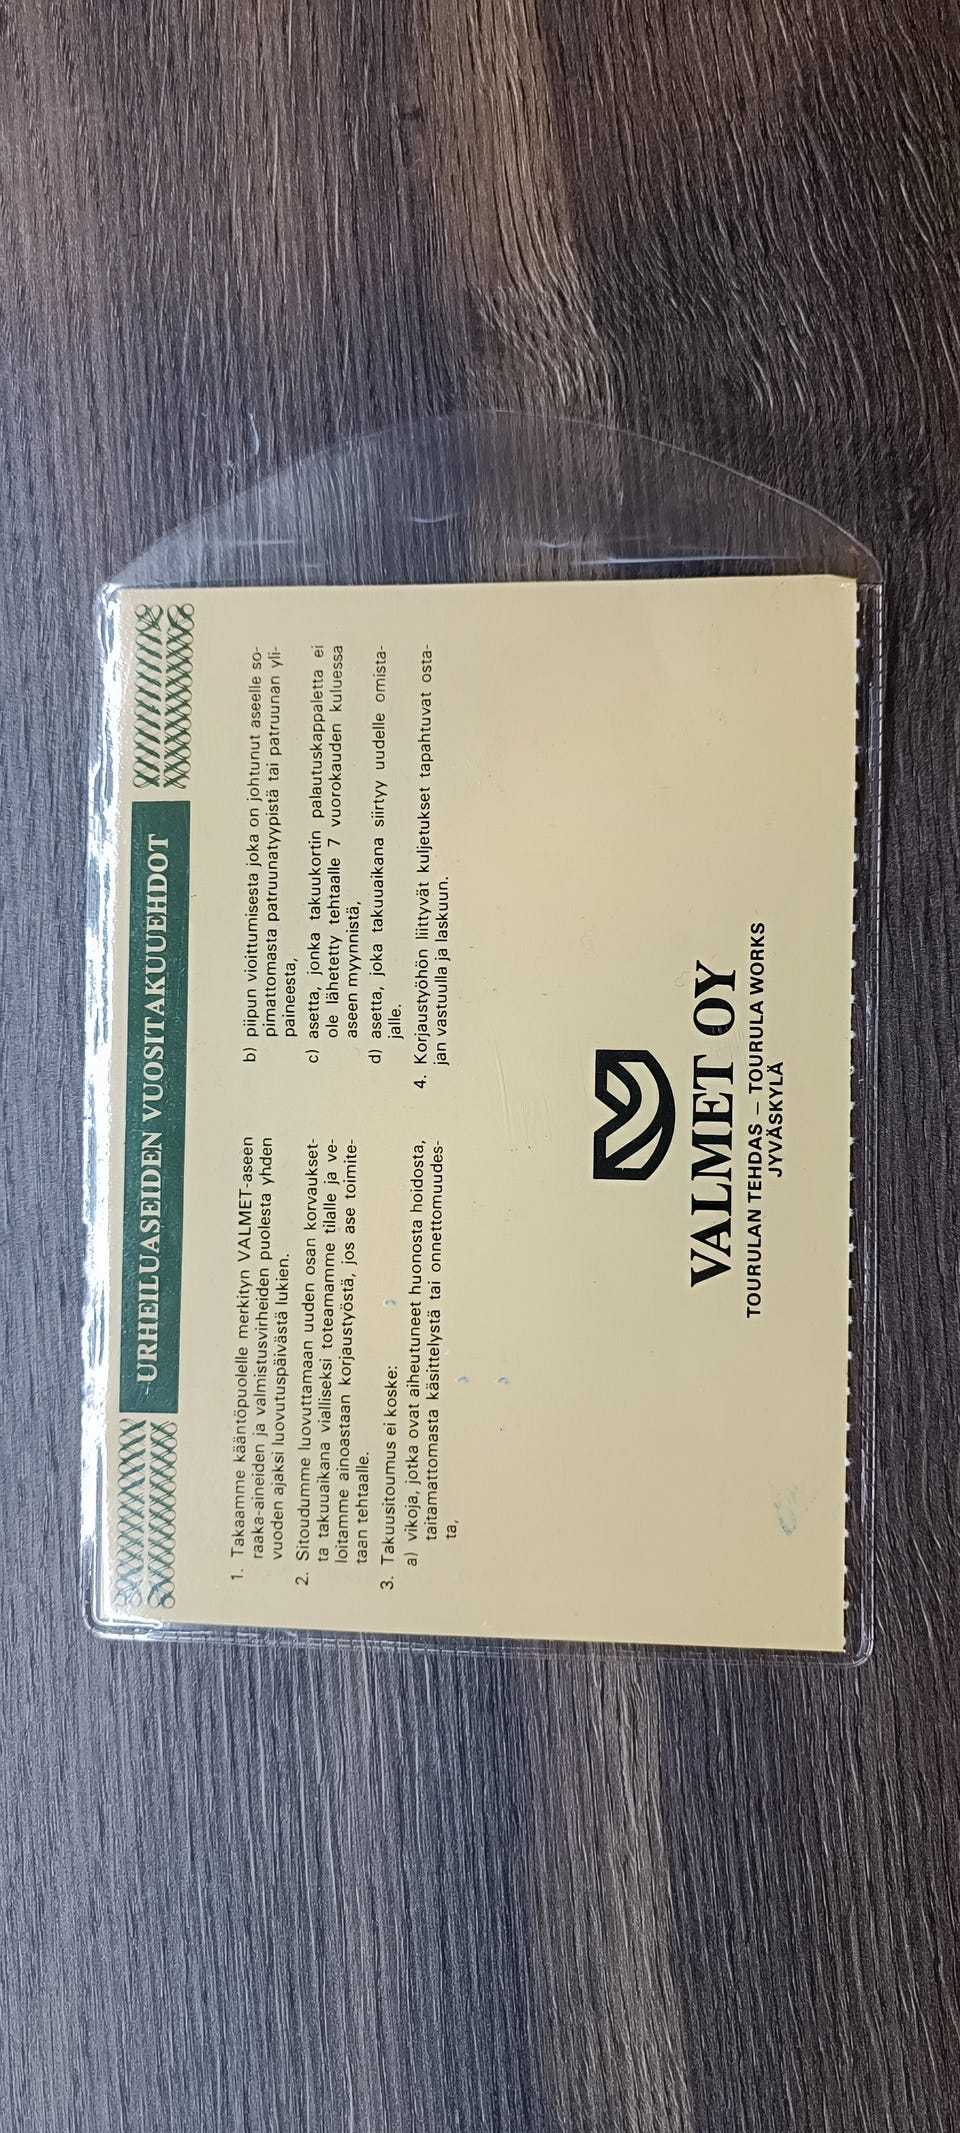 URHEILUASEIDEN VUOSITAKUUEHDOT
1. Takaamme kääntöpuolelle merkityn VALMET-aseen
raaka-aineiden ja valmistusvirheiden puolesta yhden
vuoden ajaksi luovutuspäivästä lukien.
2. Sitoudumme luovuttamaan uuden osan korvaukset-
ta takuuaikana vialliseksi toteamamme tilalle ja ve-
loitamme ainoastaan korjaustyöstä, jos ase toimite-
taan tehtaalle.
3. Takuusitoumus ei koske:
a) vikoja, jotka ovat aiheutuneet huonosta hoidosta,
taitamattomasta käsittelystä tai onnettomuudes-
ta,
b) piipun vioittumisesta joka on johtunut aseelle so-
pimattomasta patruunatyypistä tai patruunan yli-
paineesta,
c) asetta, jonka takuukortin palautuskappaletta ei
ole lähetetty tehtaalle 7 vuorokauden kuluessa
aseen myynnistä,
d) asetta, joka takuuaikana siirtyy uudelle omista-
jalle.
4. Korjaustyöhön liittyvät kuljetukset tapahtuvat osta-
jan vastuulla ja laskuun.
VALMET OY
TOURULAN TEHDAS – TOURULA WORKS
JYVÄSKYLÄ